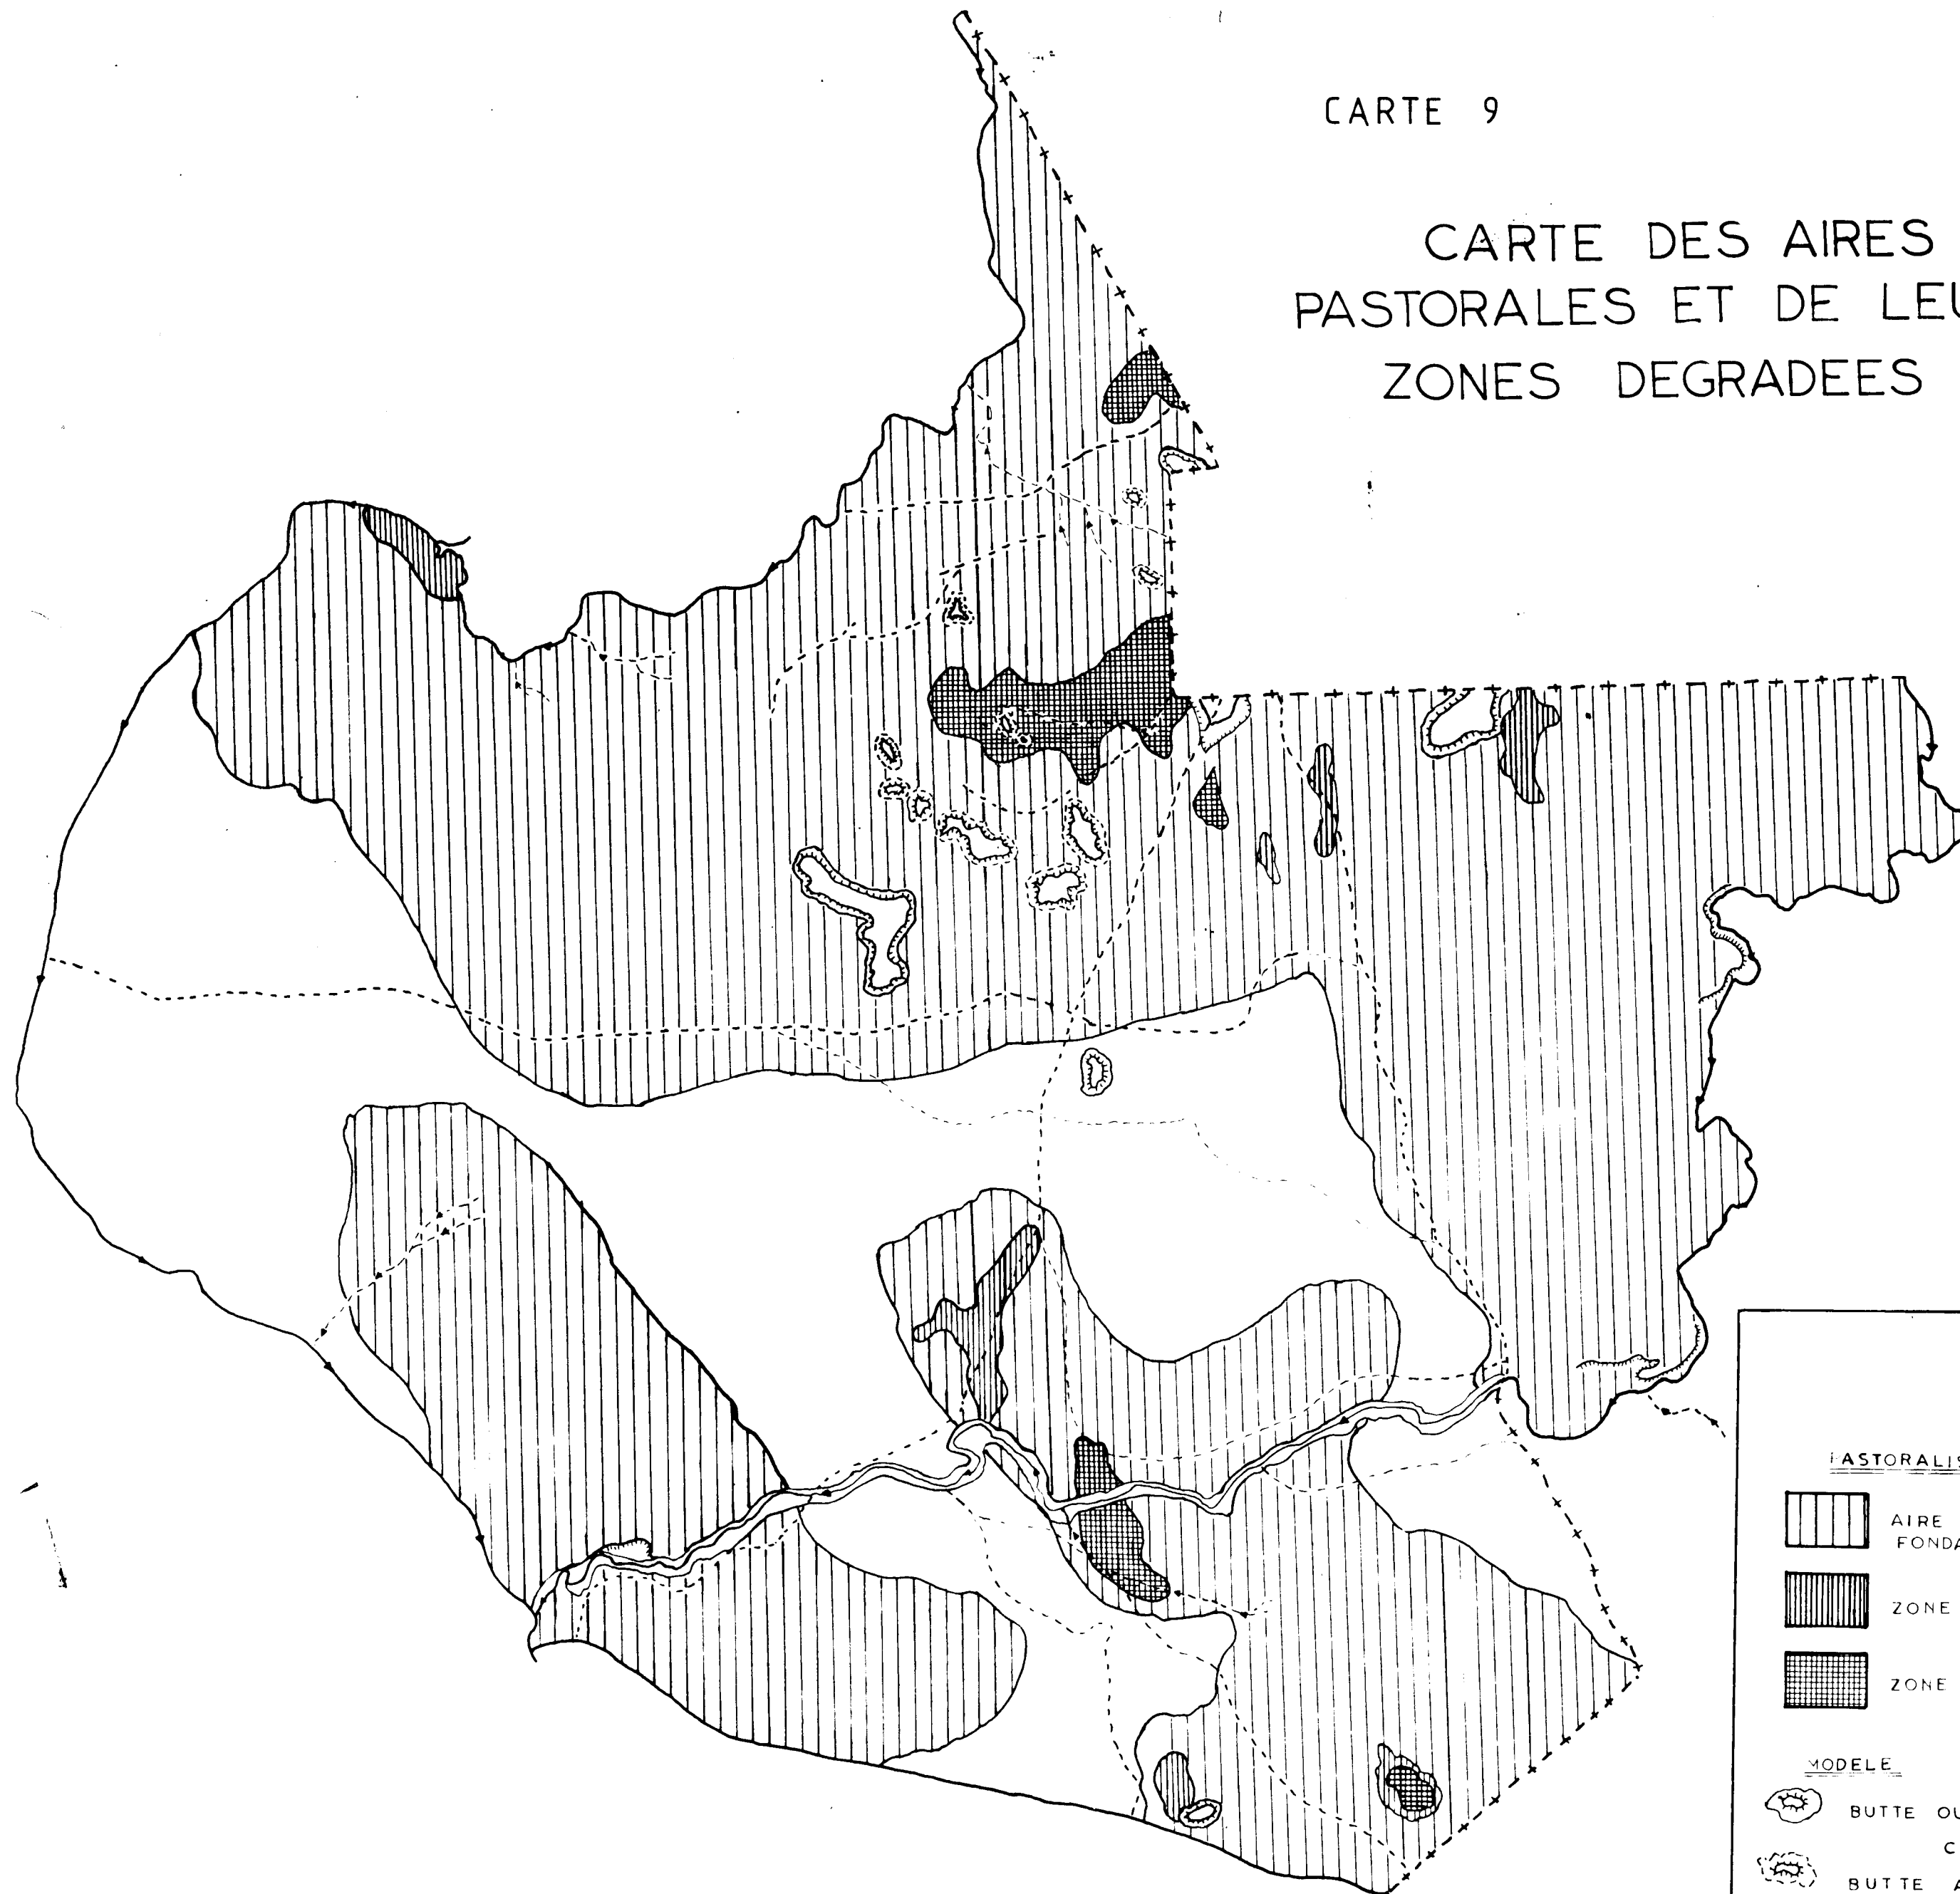 CARTE 9
CARTE DES AIRES
PASTORALES ET DE LEU
ZONES DEGRADEES
PASTORALIS
AIRE
FONDA
ZONE
ZONE
MODELE
BUTTE OU
C
BUTTE A